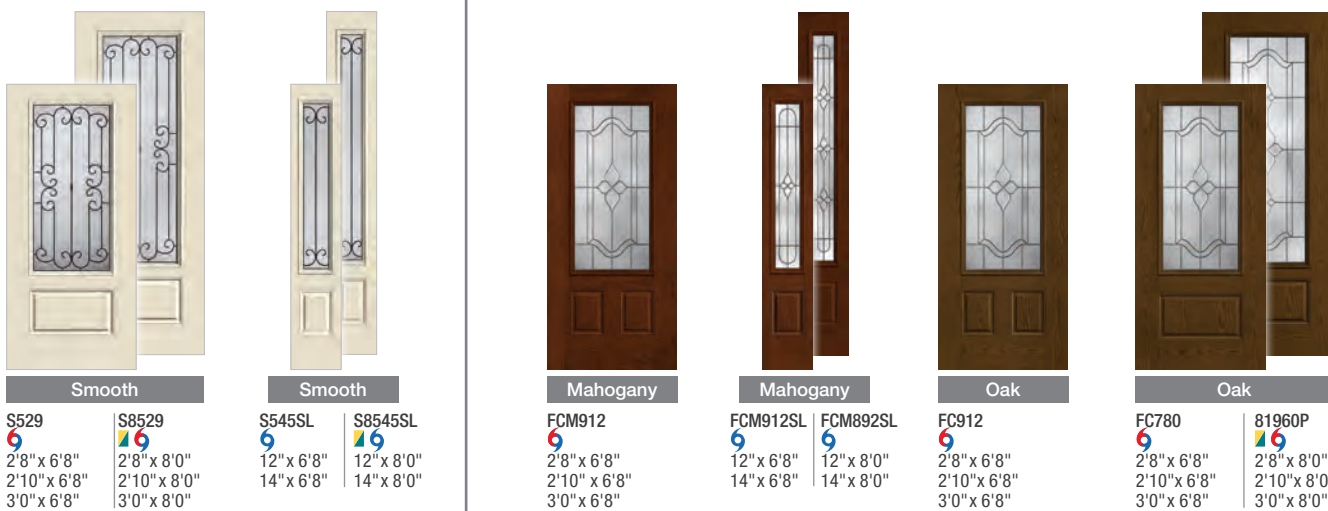 Smooth
S529
2'8"x 6'8"
2'10"x 6'8"
3'0"x 6'8"
S8529
2'8"x 8'0"
2'10"x 8'0"
3'0"x 8'0"
Smooth
S545SL
12"x 6'8"
14"x 6'8"
S8545SL
12"x 8'0"
14"x 8'0"
Mahogany
FCM912
2'8"x 6'8"
2'10" x 6'8"
3'0"x 6'8"
Mahogany
FCM912SL
12"x 6'8"
14"x 6'8"
FCM892SL
12"x 8'0"
14"x 8'0"
Oak
FC912
2'8"x 6'8"
2'10"x 6'8"
3'0"x 6'8"
Oak
FC780
2'8"x 6'8"
2'10"x 6'8"
3'0"x 6'8"
81960P
2'8"x 8'0"
2'10"x 8'0
3'0"x 8'0"